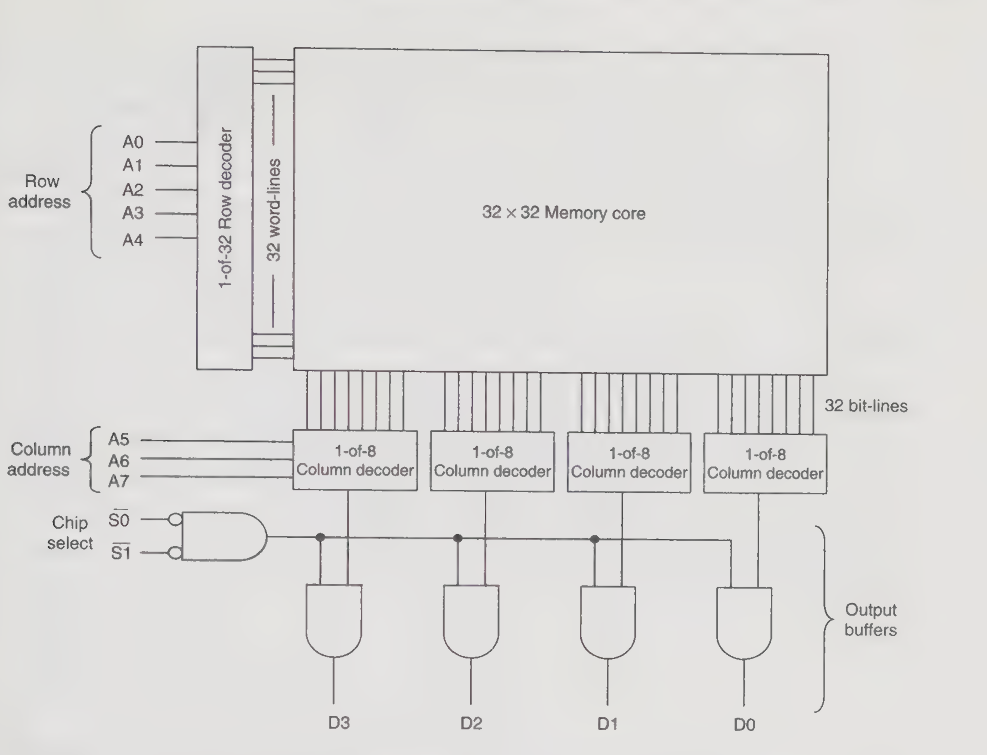 Row
address
A0
A1
A2
A3
A4
1-of-32 Row decoder
32 word-lines
32 × 32 Memory core
32 bit-lines
Column
address
A5
A6
A7
1-of-8
Column decoder
1-of-8
Column decoder
1-of-8
Column decoder
1-of-8
Column decoder
Chip
select
S̅0̅
S̅1̅
Output
buffers
D3
D2
D1
D0